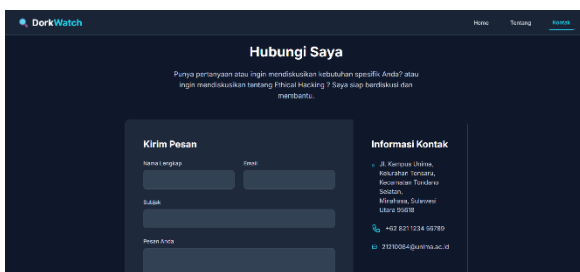 DorkWatch
Home Tentang Kontak
Hubungi Saya
Punya pertanyaan atau ingin mendiskusikan kebutuhan spesifik Anda? atau
ingin mendiskusikan tentang Ethical Hacking ? Saya siap berdiskusi dan
membantu.
Kirim Pesan
Nama Lengkap Email
Subjek
Pesan Anda
Informasi Kontak
Jl. Kampus Unima,
Kelurahan Tonsaru,
Kecamatan Tondano
Selatan,
Minahasa, Sulawesi
Utara 95618
+62 821 1234 56789
21210064@unima.ac.id